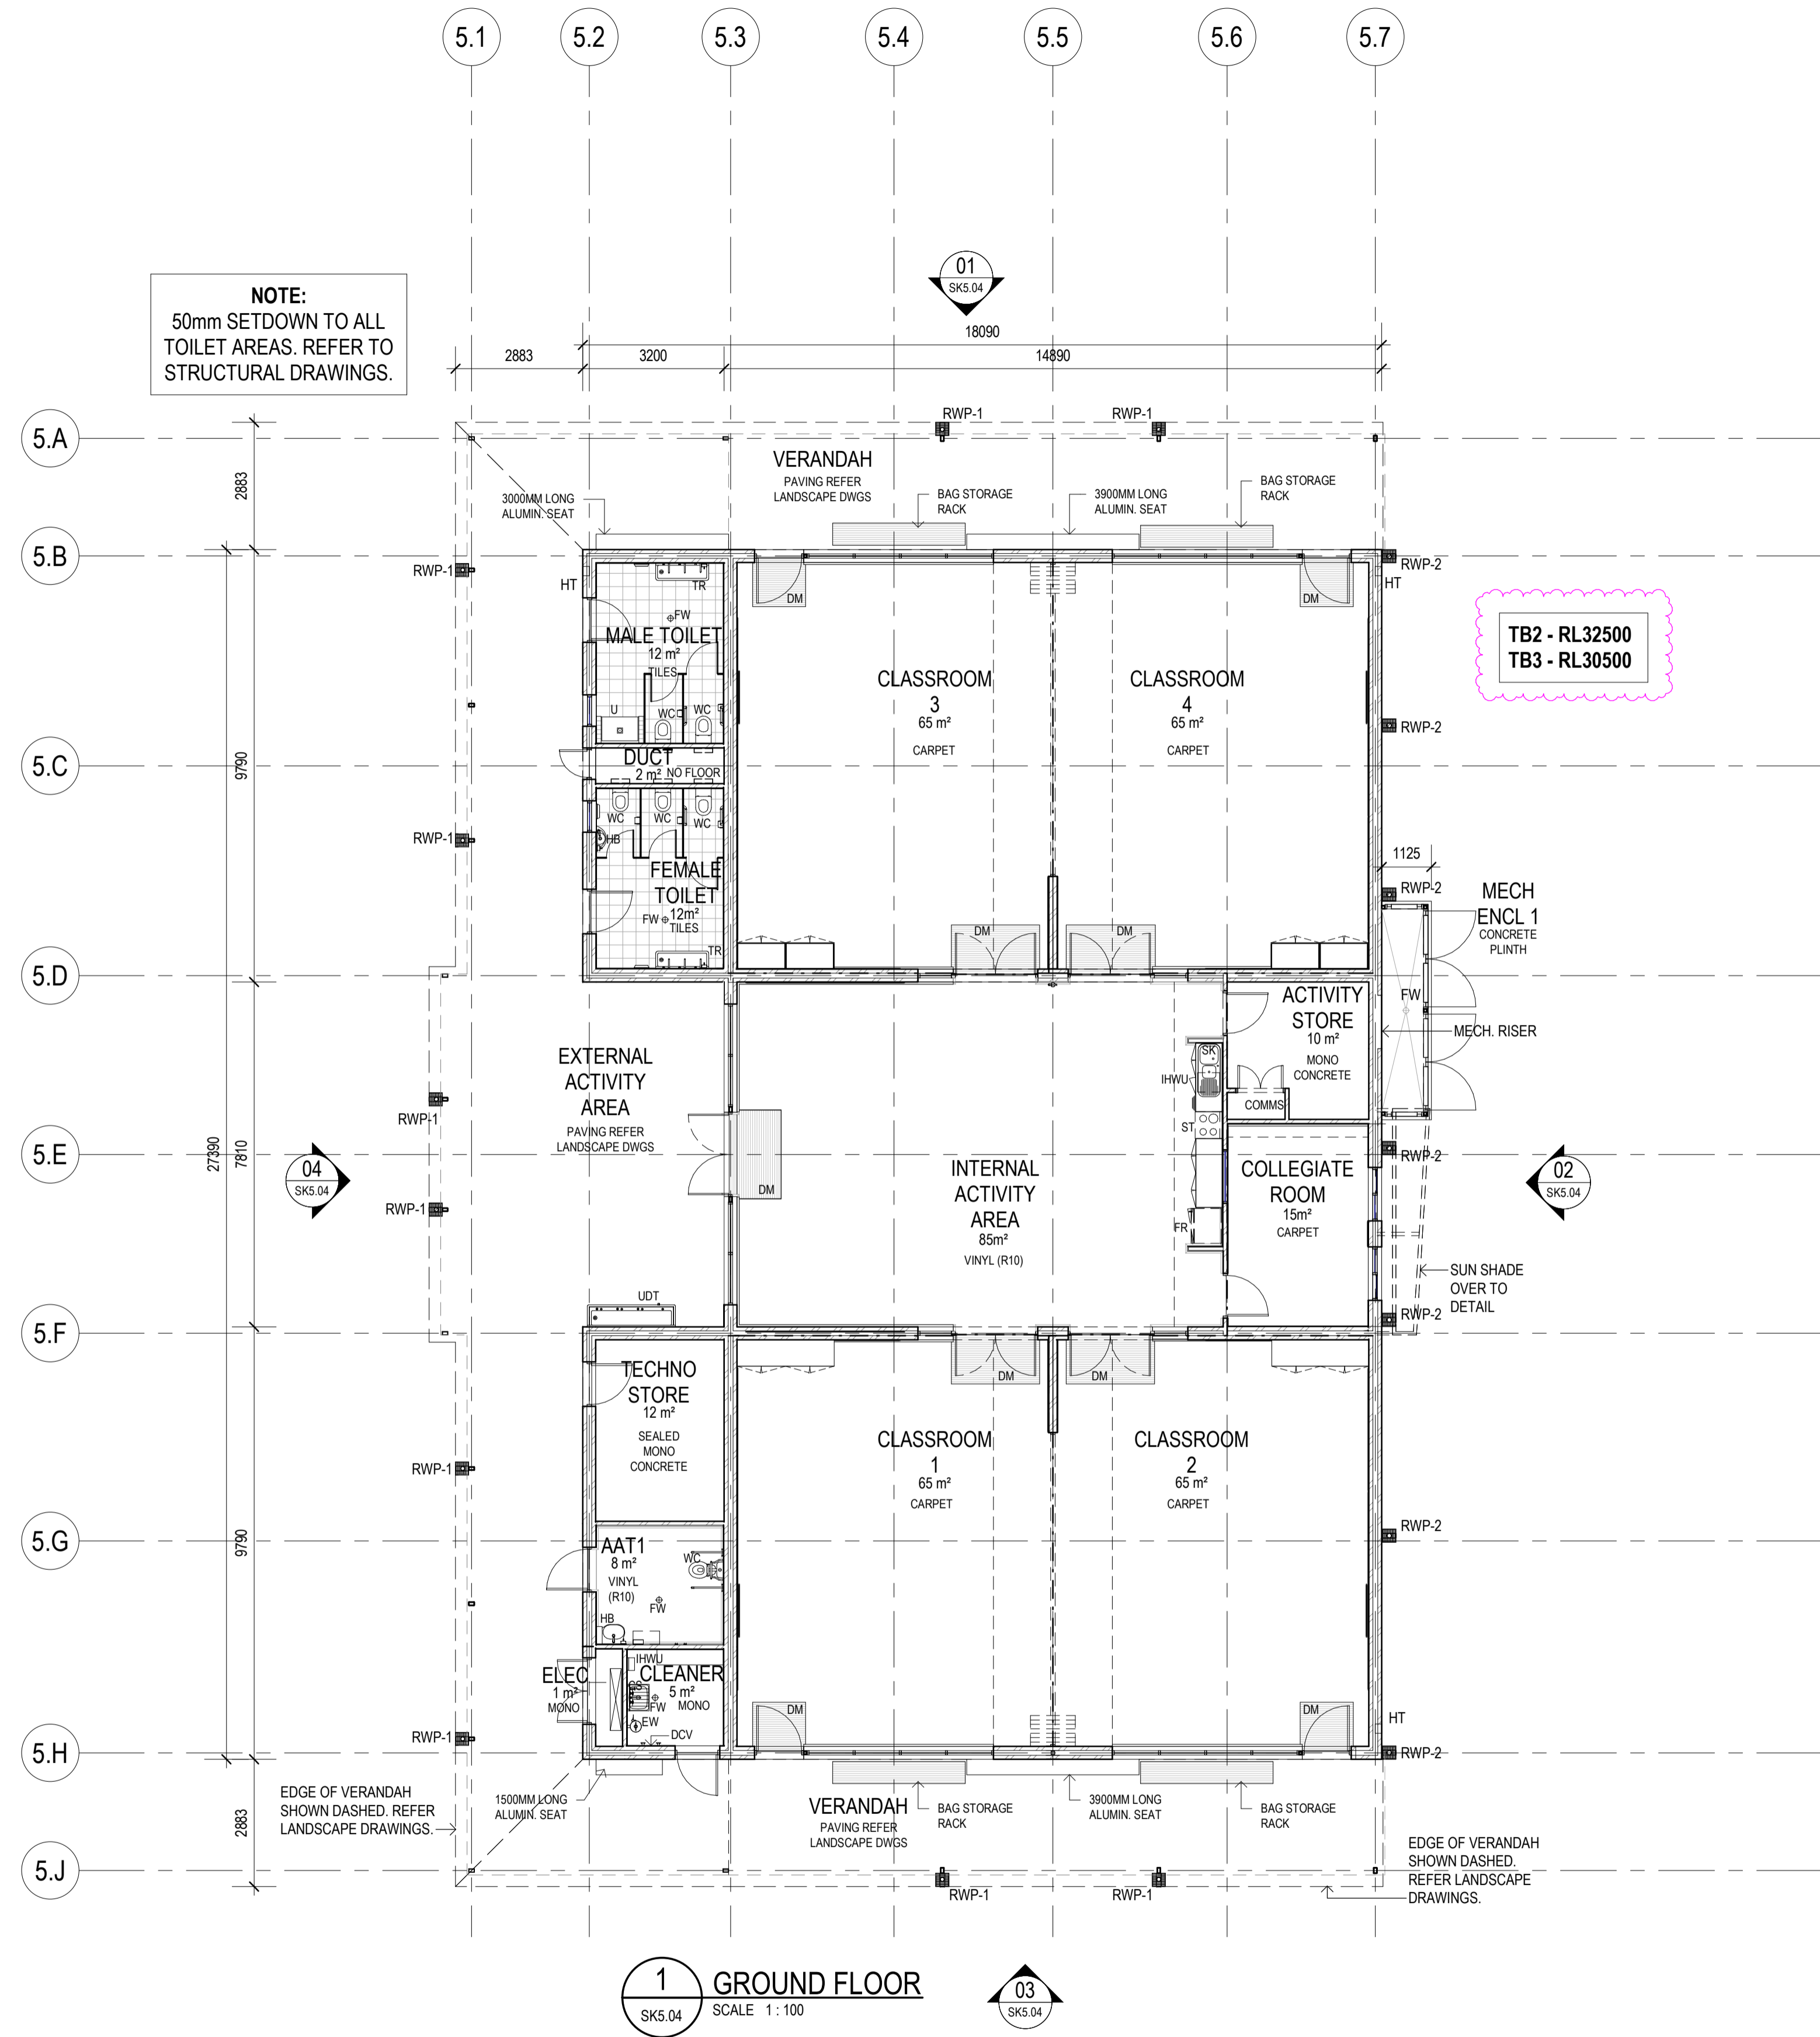 5.1
5.2
5.3
5.4
5.5
5.6
5.7
01
SK5.04
NOTE:
50mm SETDOWN TO ALL
TOILET AREAS. REFER TO
STRUCTURAL DRAWINGS.
18090
2883
3200
14890
5.A
RWP-1
RWP-1
2883
VERANDAH
PAVING REFER
LANDSCAPE DWGS
3000MM LONG
ALUMIN. SEAT
BAG STORAGE
RACK
3900MM LONG
ALUMIN. SEAT
BAG STORAGE
RACK
5.B
RWP-1
HT
TR
DM
DM
RWP-2
HT
FW
MALE TOILET
12 m²
TILES
U
WC
WC
CLASSROOM
3
65 m²
CARPET
CLASSROOM
4
65 m²
CARPET
TB2 - RL32500
TB3 - RL30500
RWP-2
5.C
9790
DUCT
2 m² NO FLOOR
WC
WC
WC
RWP-1
HB
FEMALE
TOILET
12m²
TILES
FW
TR
DM
DM
1125
RWP-2
MECH
ENCL 1
CONCRETE
PLINTH
5.D
FW
MECH. RISER
ACTIVITY
STORE
10 m²
MONO
CONCRETE
SK
IHWU
COMMS
ST
EXTERNAL
ACTIVITY
AREA
PAVING REFER
LANDSCAPE DWGS
RWP-1
5.E
27390
7810
04
SK5.04
RWP-1
DM
INTERNAL
ACTIVITY
AREA
85m²
VINYL (R10)
FR
COLLEGIATE
ROOM
15m²
CARPET
RWP-2
02
SK5.04
SUN SHADE
OVER TO
DETAIL
UDT
RWP-2
5.F
TECHNO
STORE
12 m²
SEALED
MONO
CONCRETE
DM
DM
CLASSROOM
1
65 m²
CARPET
CLASSROOM
2
65 m²
CARPET
RWP-1
5.G
9790
RWP-2
AAT1
8 m²
VINYL
(R10)
WC
FW
HB
IHWU
ELEC
1 m²
MONO
CLEANER
5 m²
MONO
CS
FW
EW
DCV
DM
DM
HT
RWP-1
5.H
RWP-2
EDGE OF VERANDAH
SHOWN DASHED. REFER
LANDSCAPE DRAWINGS.
2883
1500MM LONG
ALUMIN. SEAT
VERANDAH
PAVING REFER
LANDSCAPE DWGS
BAG STORAGE
RACK
3900MM LONG
ALUMIN. SEAT
BAG STORAGE
RACK
EDGE OF VERANDAH
SHOWN DASHED.
REFER LANDSCAPE
DRAWINGS.
5.J
RWP-1
RWP-1
1
SK5.04
GROUND FLOOR
SCALE 1 : 100
03
SK5.04